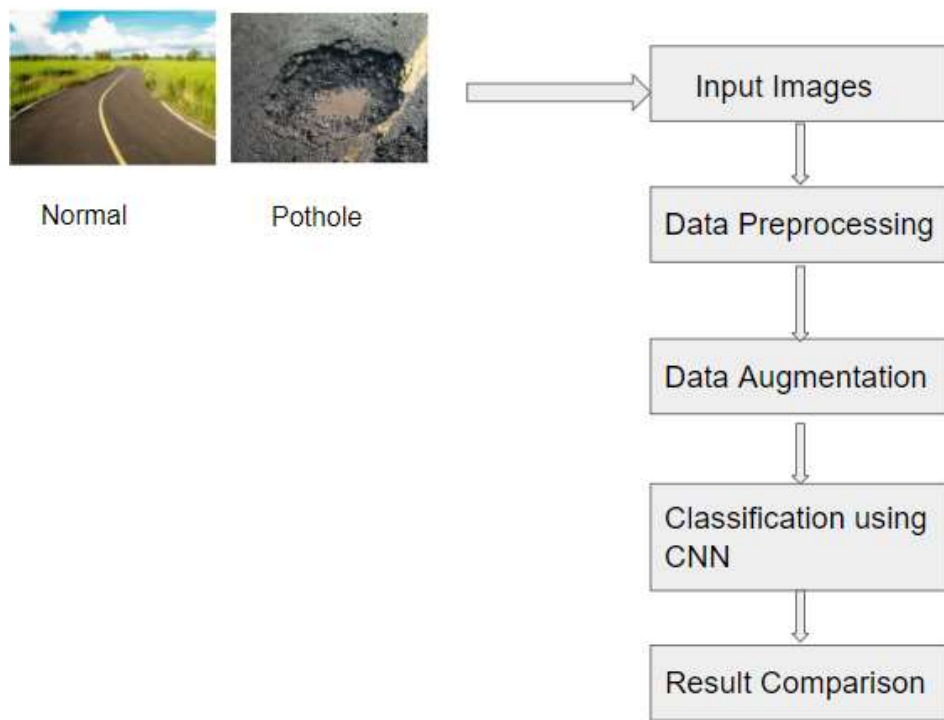 Normal
Pothole
Input Images
Data Preprocessing
Data Augmentation
Classification using
CNN
Result Comparison